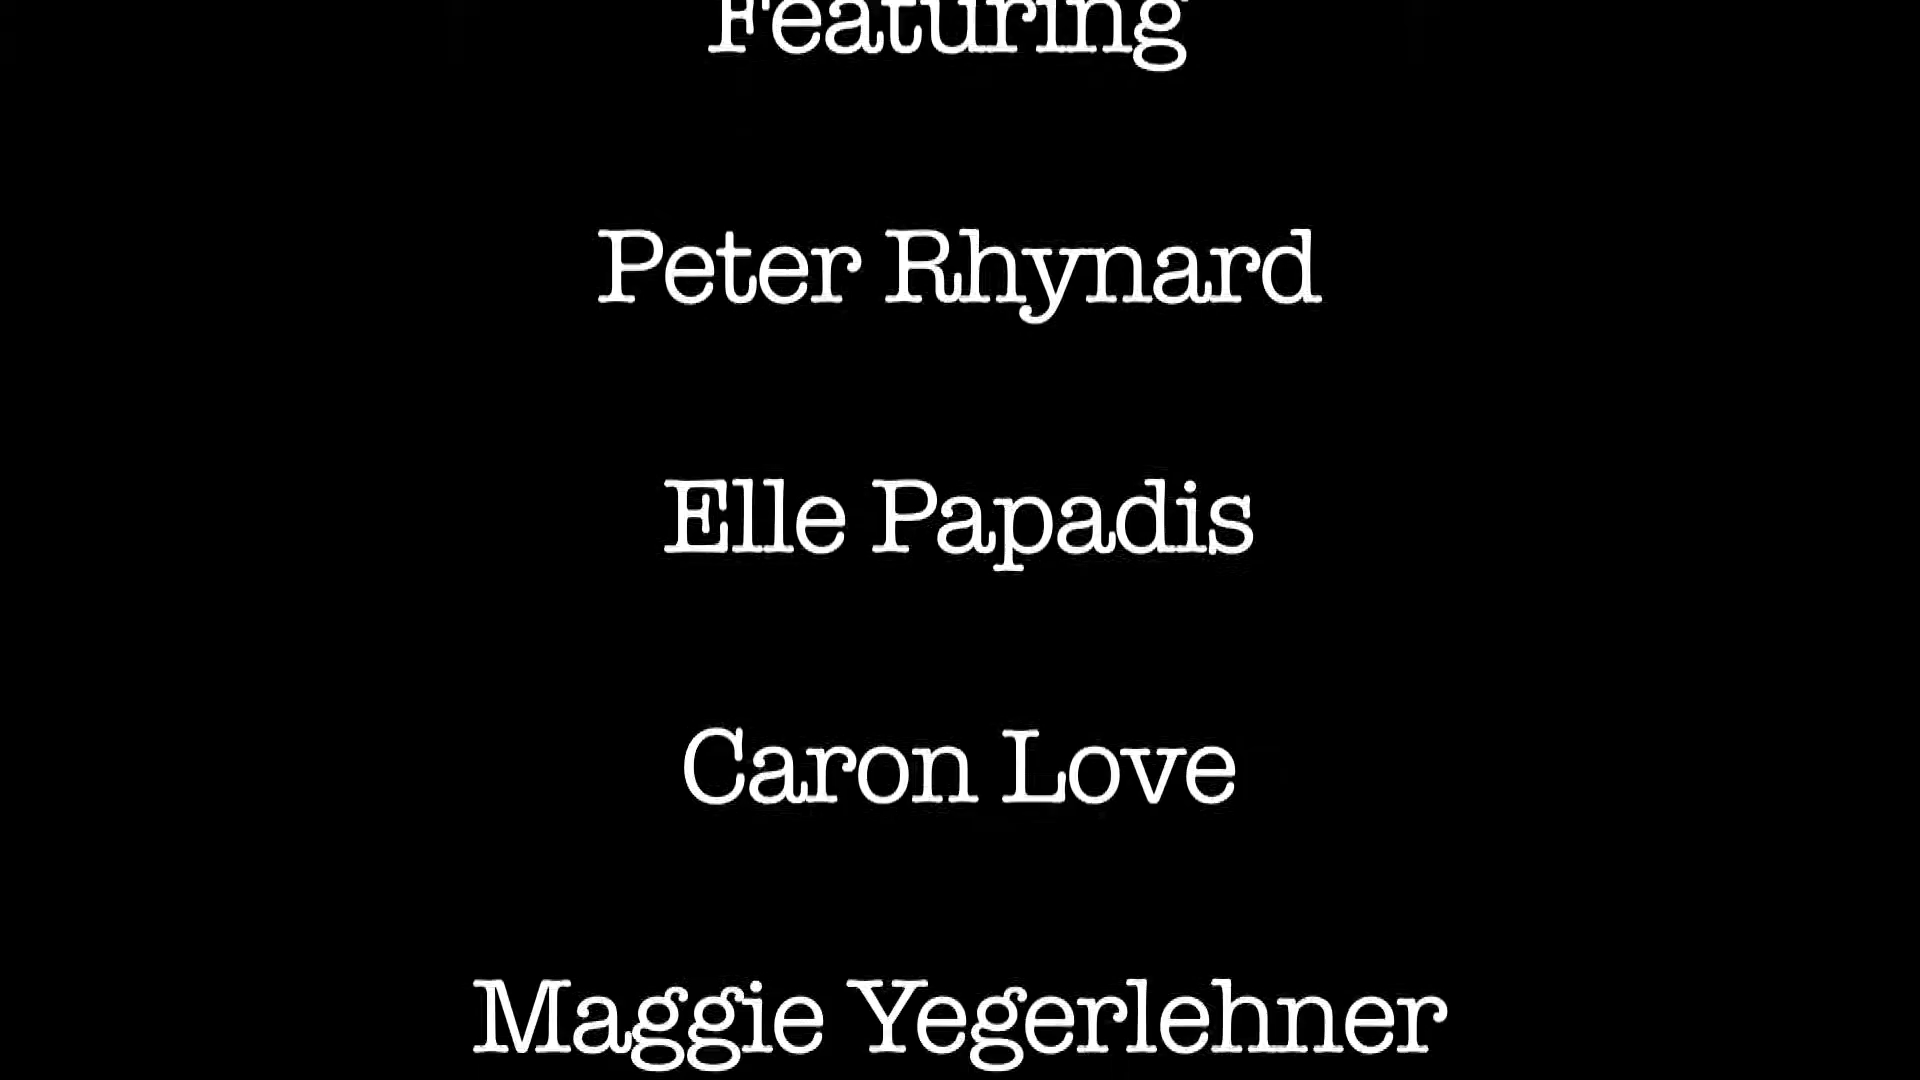 Featuring
Peter Rhynard
Elle Papadis
Caron Love
Maggie Yegerlehner